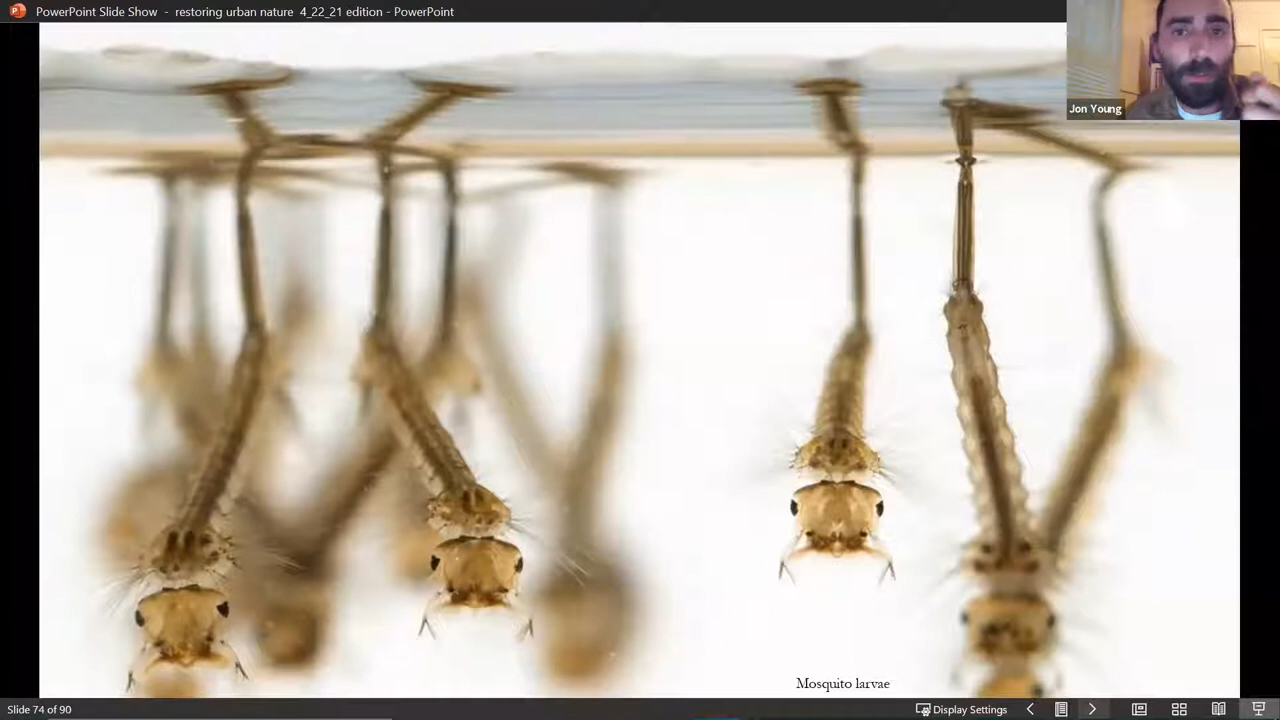 PowerPoint Slide Show - restoring urban nature 4_22_21 edition - PowerPoint
Jon Young
Mosquito larvae
Slide 74 of 90
Display Settings